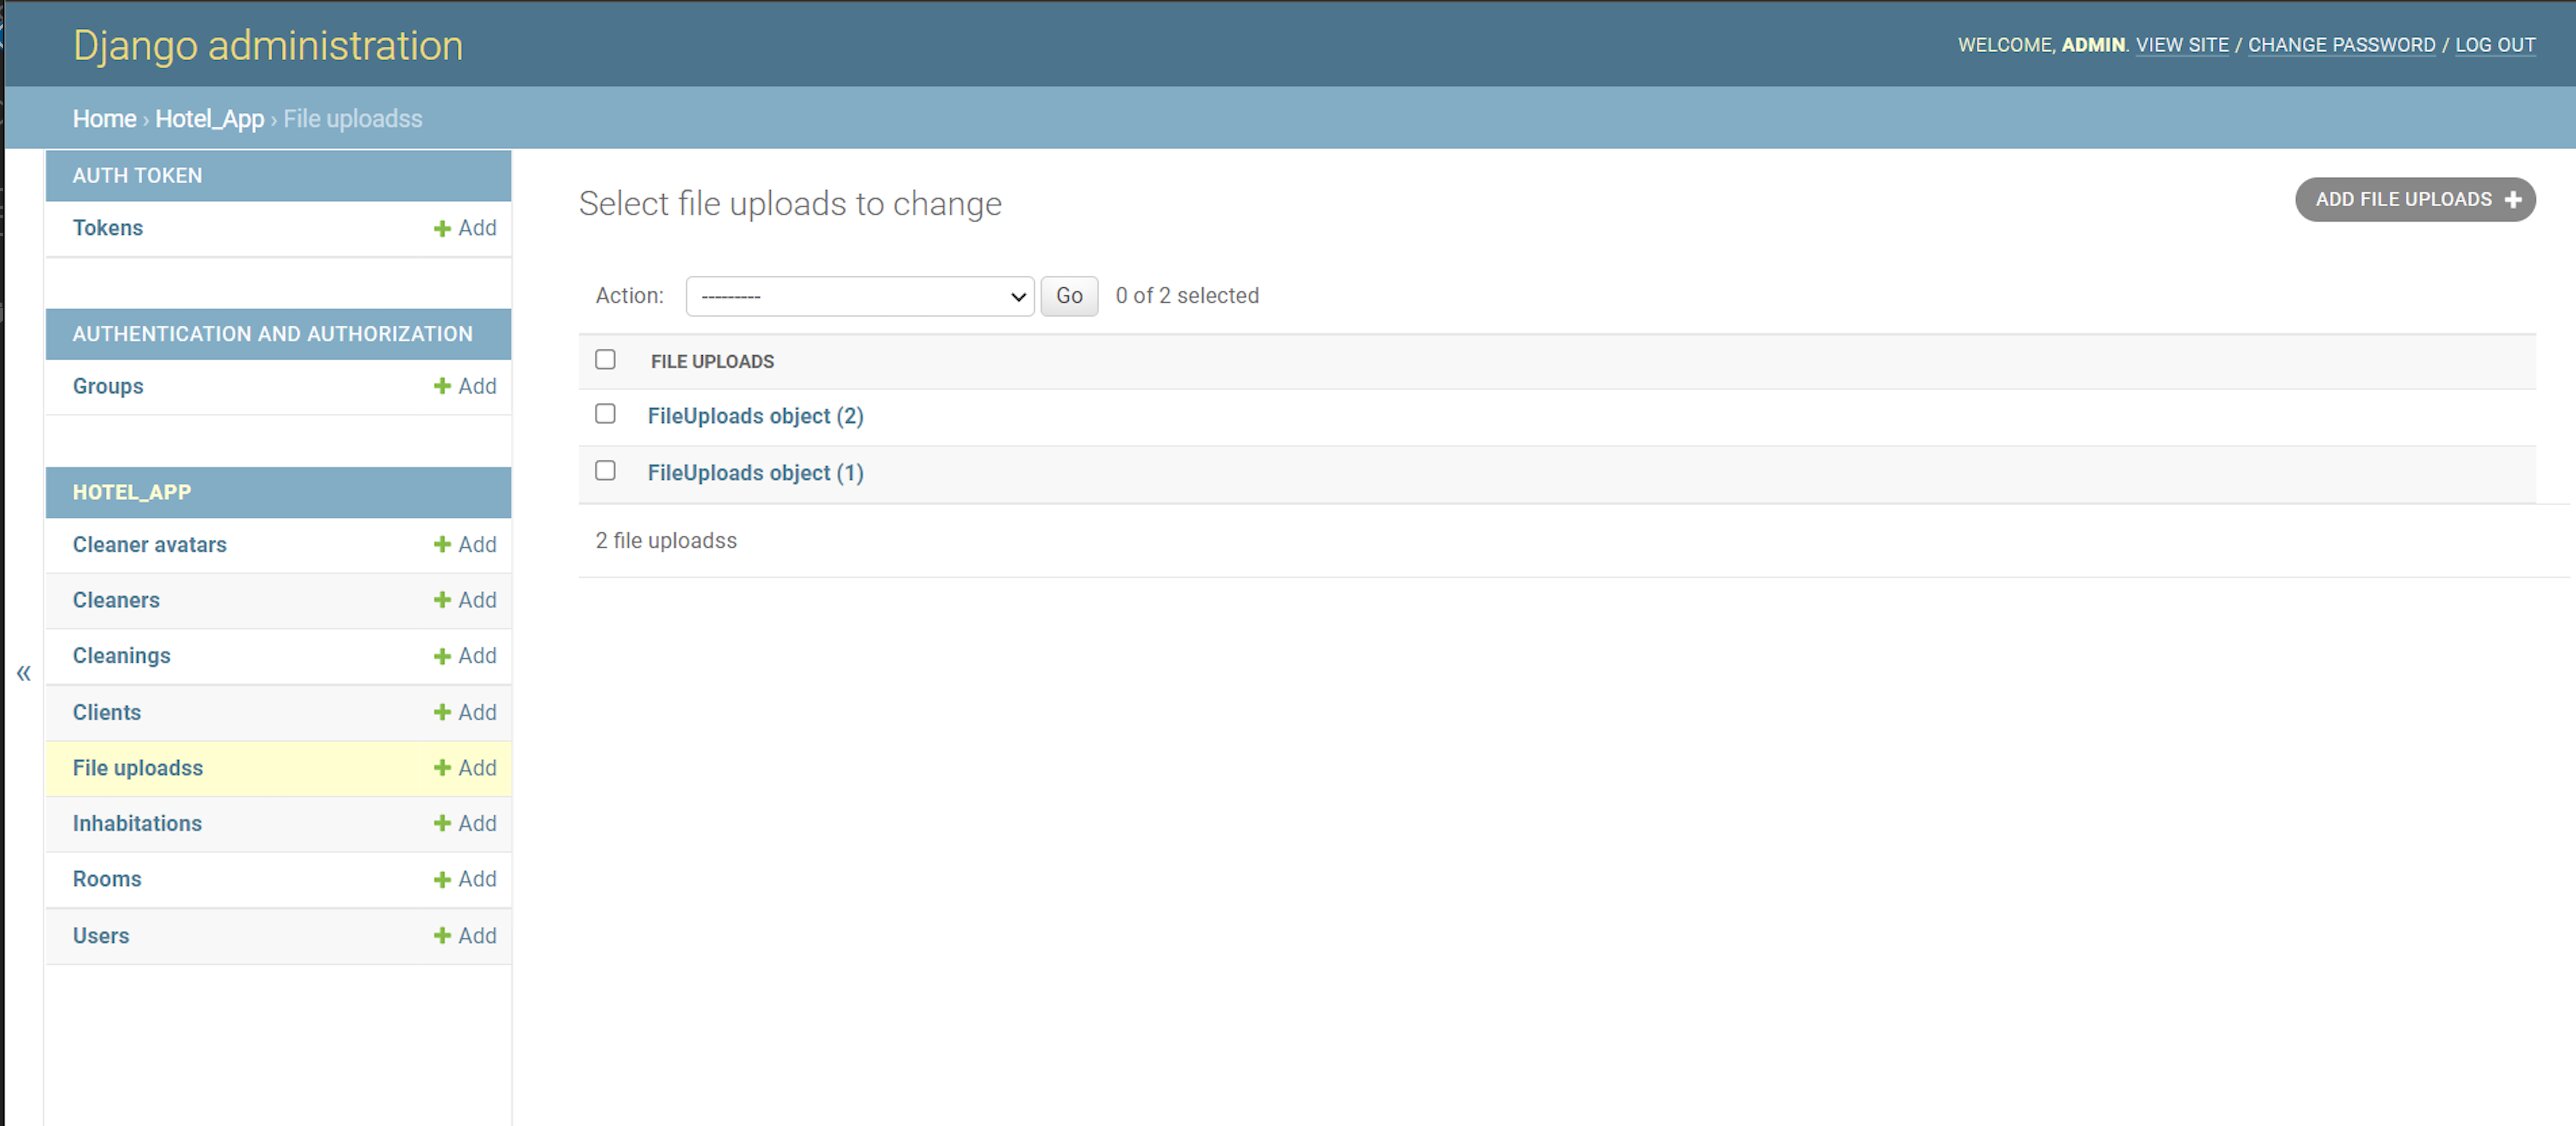 Django administration
WELCOME, ADMIN. VIEW SITE / CHANGE PASSWORD / LOG OUT
Home › Hotel_App › File uploadss
AUTH TOKEN
Tokens + Add
AUTHENTICATION AND AUTHORIZATION
Groups + Add
HOTEL_APP
Cleaner avatars + Add
Cleaners + Add
Cleanings + Add
Clients + Add
File uploadss + Add
Inhabitations + Add
Rooms + Add
Users + Add
«
Select file uploads to change
ADD FILE UPLOADS +
Action: --------- Go 0 of 2 selected
FILE UPLOADS
FileUploads object (2)
FileUploads object (1)
2 file uploadss